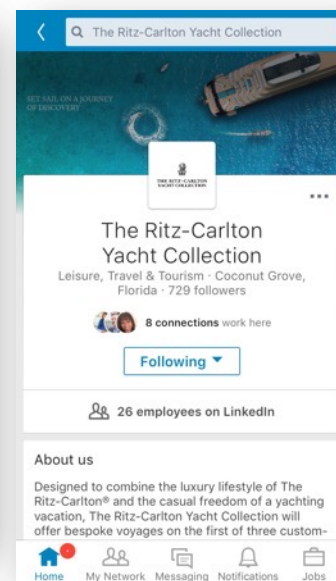 The Ritz-Carlton Yacht Collection
SET SAIL ON A JOURNEY
OF DISCOVERY
THE RITZ-CARLTON
YACHT COLLECTION
The Ritz-Carlton
Yacht Collection
Leisure, Travel & Tourism · Coconut Grove,
Florida · 729 followers
8 connections work here
Following
26 employees on LinkedIn
About us
Designed to combine the luxury lifestyle of The
Ritz-Carlton® and the casual freedom of a yachting
vacation, The Ritz-Carlton Yacht Collection will
offer bespoke voyages on the first of three custom-
Home My Network Messaging Notifications Jobs